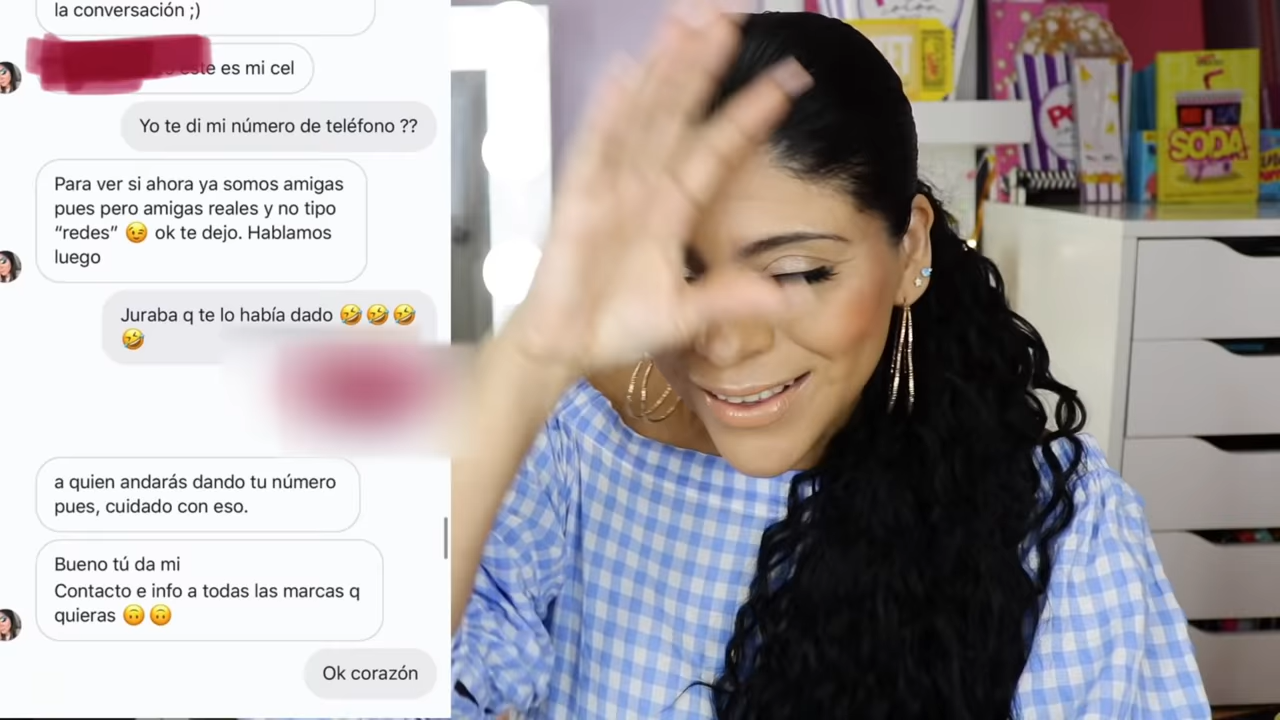 la conversación ;)
este es mi cel
Yo te di mi número de teléfono ??
Para ver si ahora ya somos amigas
pues pero amigas reales y no tipo
“redes” 😉 ok te dejo. Hablamos
luego
Juraba q te lo había dado 🤣🤣🤣
🤣
a quien andarás dando tu número
pues, cuidado con eso.
Bueno tú da mi
Contacto e info a todas las marcas q
quieras 🙃🙃
Ok corazón
SODA